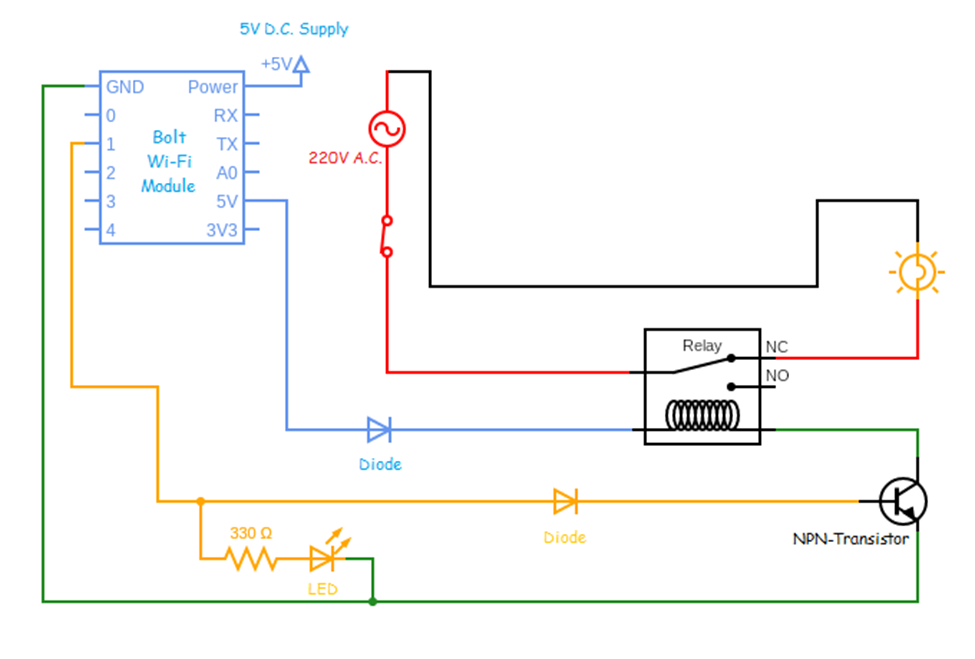 5V D.C. Supply
+5V
GND Power
0 RX
1 TX
2 A0
3 5V
4 3V3
Bolt
Wi-Fi
Module
220V A.C.
Relay
NC
NO
Diode
Diode
NPN-Transistor
330 Ω
LED